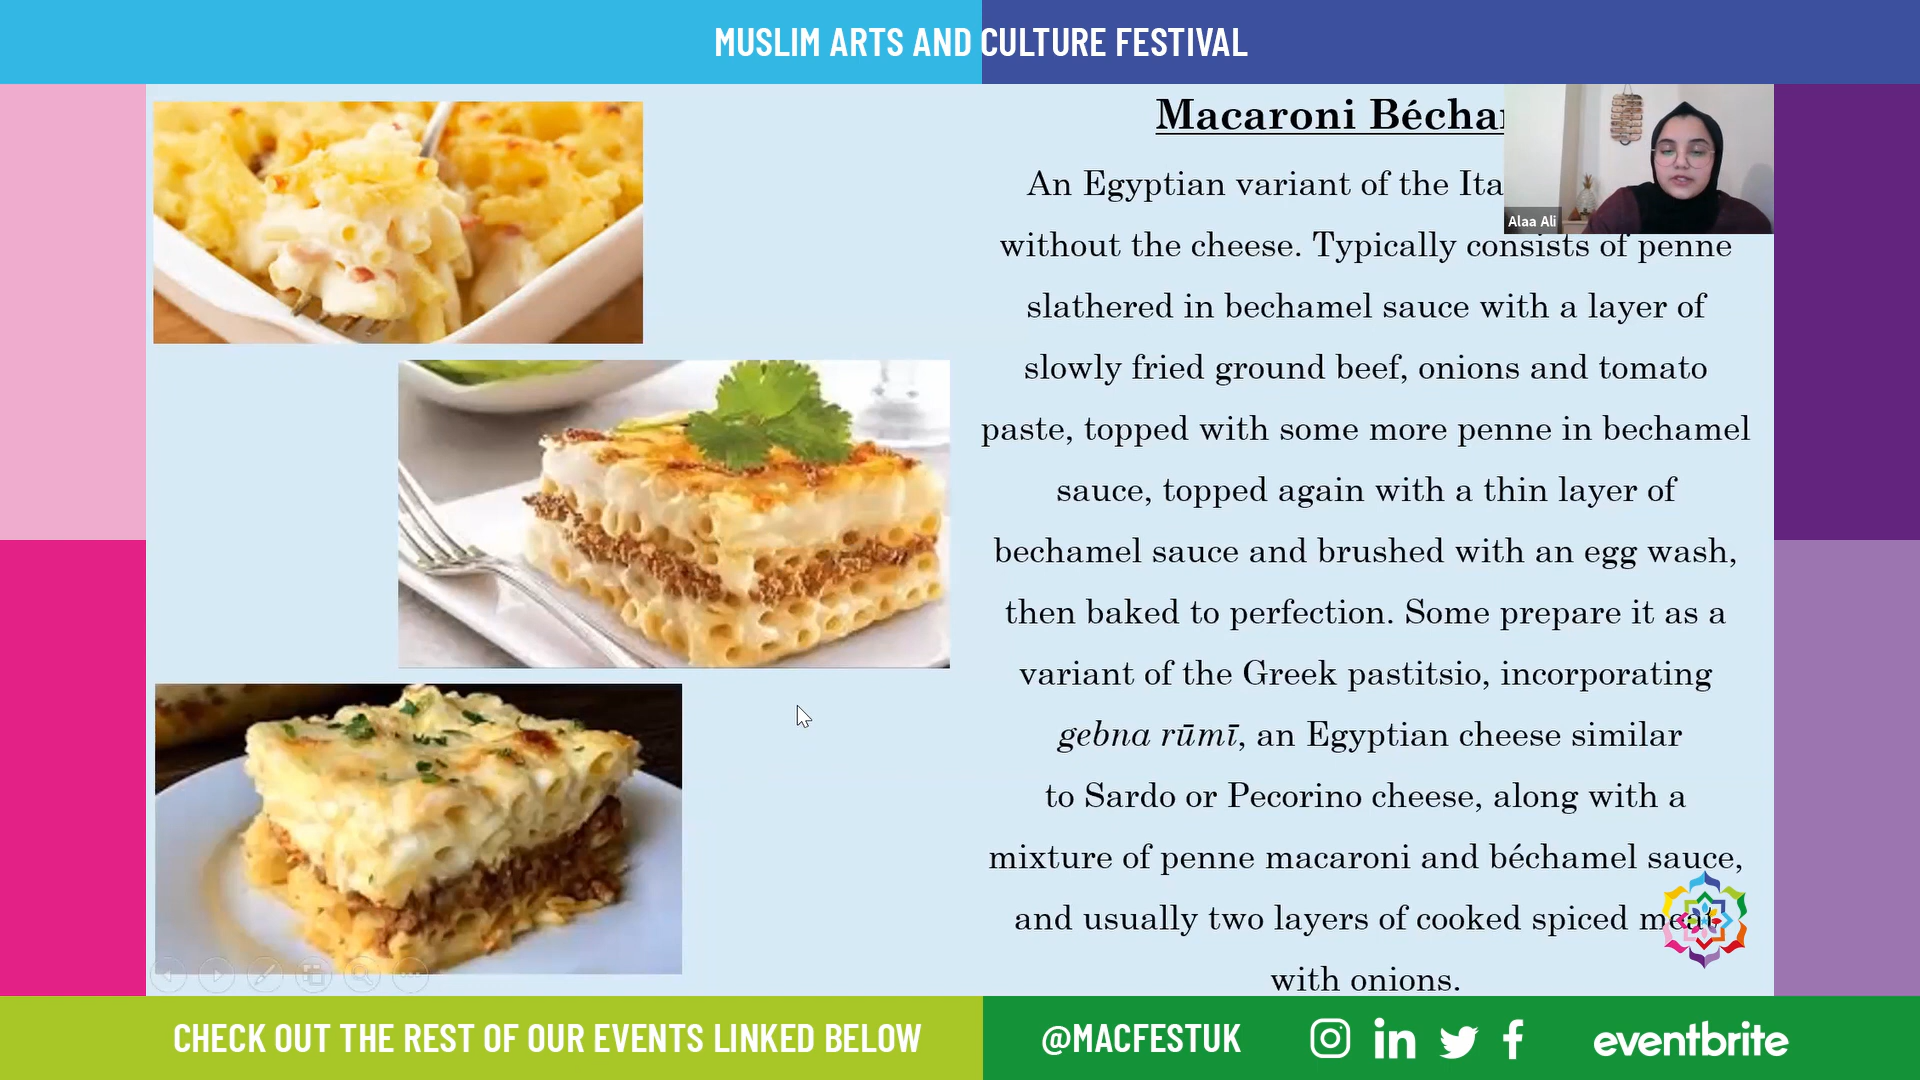 MUSLIM ARTS AND CULTURE FESTIVAL
Macaroni
An Egyptian variant of the
without the cheese. Typically consists of penne
slathered in bechamel sauce with a layer of
slowly fried ground beef, onions and tomato
paste, topped with some more penne in bechamel
sauce, topped again with a thin layer of
bechamel sauce and brushed with an egg wash,
then baked to perfection. Some prepare it as a
variant of the Greek pastitsio, incorporating
gebna rūmī, an Egyptian cheese similar
to Sardo or Pecorino cheese, along with a
mixture of penne macaroni and béchamel sauce,
and usually two layers of cooked spiced meat
with onions.
Alaa Ali
CHECK OUT THE REST OF OUR EVENTS LINKED BELOW
@MACFESTUK
eventbrite